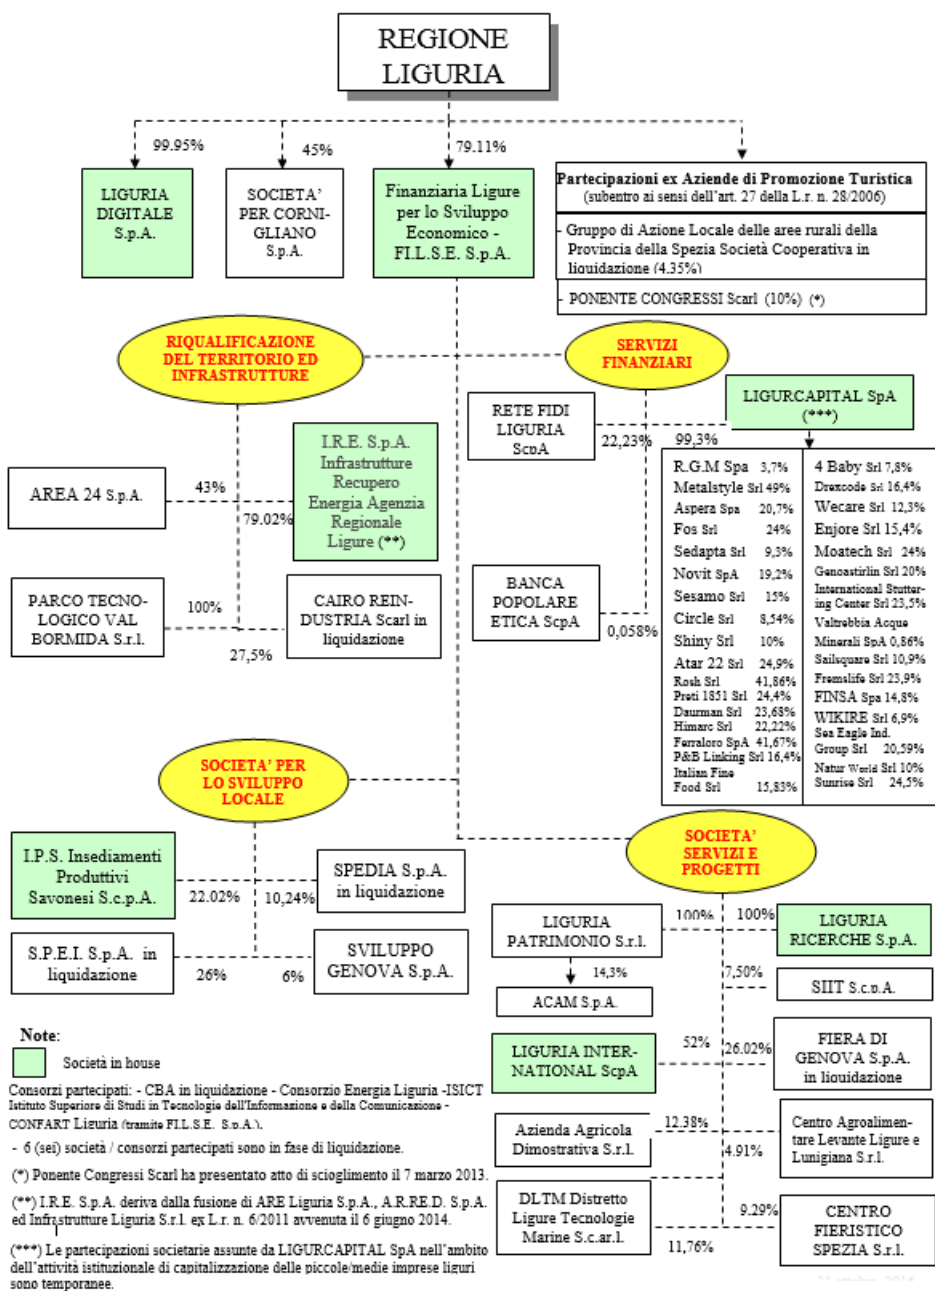 REGIONE
LIGURIA
99.95%
45%
79.11%
LIGURIA
DIGITALE
S.p.A.
SOCIETA'
PER CORNI-
GLIANO
S.p.A.
Finanziaria Ligure
per lo Sviluppo
Economico -
FI.L.S.E. S.p.A.
Partecipazioni ex Aziende di Promozione Turistica
(subentro ai sensi dell'art. 27 della L.r. n. 28/2006)
- Gruppo di Azione Locale delle aree rurali della
Provincia della Spezia Società Cooperativa in
liquidazione (4.35%)
- PONENTE CONGRESSI Scarl (10%) (*)
RIQUALIFICAZIONE
DEL TERRITORIO ED
INFRASTRUTTURE
SERVIZI
FINANZIARI
RETE FIDI
LIGURIA
ScpA
22,23%
LIGURCAPITAL SpA
(***)
99,3%
AREA 24 S.p.A.
43%
79.02%
I.R.E. S.p.A.
Infrastrutture
Recupero
Energia Agenzia
Regionale
Ligure (**)
PARCO TECNO-
LOGICO VAL
BORMIDA S.r.l.
100%
27,5%
CAIRO REIN-
DUSTRIA Scarl in
liquidazione
BANCA
POPOLARE
ETICA ScpA
0,058%
R.G.M Spa 3,7%
Metalstyle Srl 49%
Aspera Spa 20,7%
Fos Srl 24%
Sedapta Srl 9,3%
Novit SpA 19,2%
Sesamo Srl 15%
Circle Srl 8,54%
Shiny Srl 10%
Atar 22 Srl 24,9%
Rosh Srl 41,86%
Preti 1851 Srl 24,4%
Daurman Srl 23,68%
Himarc Srl 22,22%
Ferraloro SpA 41,67%
P&B Linking Srl 16,4%
Italian Fine
Food Srl 15,83%
4 Baby Srl 7,8%
Drexcode Srl 16,4%
Wecare Srl 12,3%
Enjore Srl 15,4%
Moatech Srl 24%
Genoastirlin Srl 20%
International Stutter-
ing Center Srl 23,5%
Valtrebbia Acque
Minerali SpA 0,86%
Sailsquare Srl 10,9%
Fremslife Srl 23,9%
FINSA Spa 14,8%
WIKIRE Srl 6,9%
Sea Eagle Ind.
Group Srl 20,59%
Natur World Srl 10%
Sunrise Srl 24,5%
SOCIETA' PER
LO SVILUPPO
LOCALE
I.P.S. Insediamenti
Produttivi
Savonesi S.c.p.A.
22.02%
10,24%
SPEDIA S.p.A.
in liquidazione
S.P.E.I. S.p.A. in
liquidazione
26%
6%
SVILUPPO
GENOVA S.p.A.
SOCIETA'
SERVIZI E
PROGETTI
LIGURIA
PATRIMONIO S.r.l.
100%
100%
LIGURIA
RICERCHE S.p.A.
14,3%
ACAM S.p.A.
7,50%
SIIT S.c.p.A.
LIGURIA INTER-
NATIONAL ScpA
52%
26.02%
FIERA DI
GENOVA S.p.A.
in liquidazione
Azienda Agricola
Dimostrativa S.r.l.
12.38%
4.91%
Centro Agroalimen-
tare Levante Ligure e
Lunigiana S.r.l.
DLTM Distretto
Ligure Tecnologie
Marine S.c.ar.l.
11,76%
9.29%
CENTRO
FIERISTICO
SPEZIA S.r.l.
Note:
Società in house
Consorzi partecipati: - CBA in liquidazione - Consorzio Energia Liguria -ISICT
Istituto Superiore di Studi in Tecnologie dell'Informazione e della Comunicazione -
CONFART Liguria (tramite FI.L.S.E. S.p.A.).
- 6 (sei) società / consorzi partecipati sono in fase di liquidazione.
(*) Ponente Congressi Scarl ha presentato atto di scioglimento il 7 marzo 2013.
(**) I.R.E. S.p.A. deriva dalla fusione di ARE Liguria S.p.A., A.R.RE.D. S.p.A.
ed Infrastrutture Liguria S.r.l. ex L.r. n. 6/2011 avvenuta il 6 giugno 2014.
(***) Le partecipazioni societarie assunte da LIGURCAPITAL SpA nell'ambito
dell'attività istituzionale di capitalizzazione delle piccole/medie imprese liguri
sono temporanee.